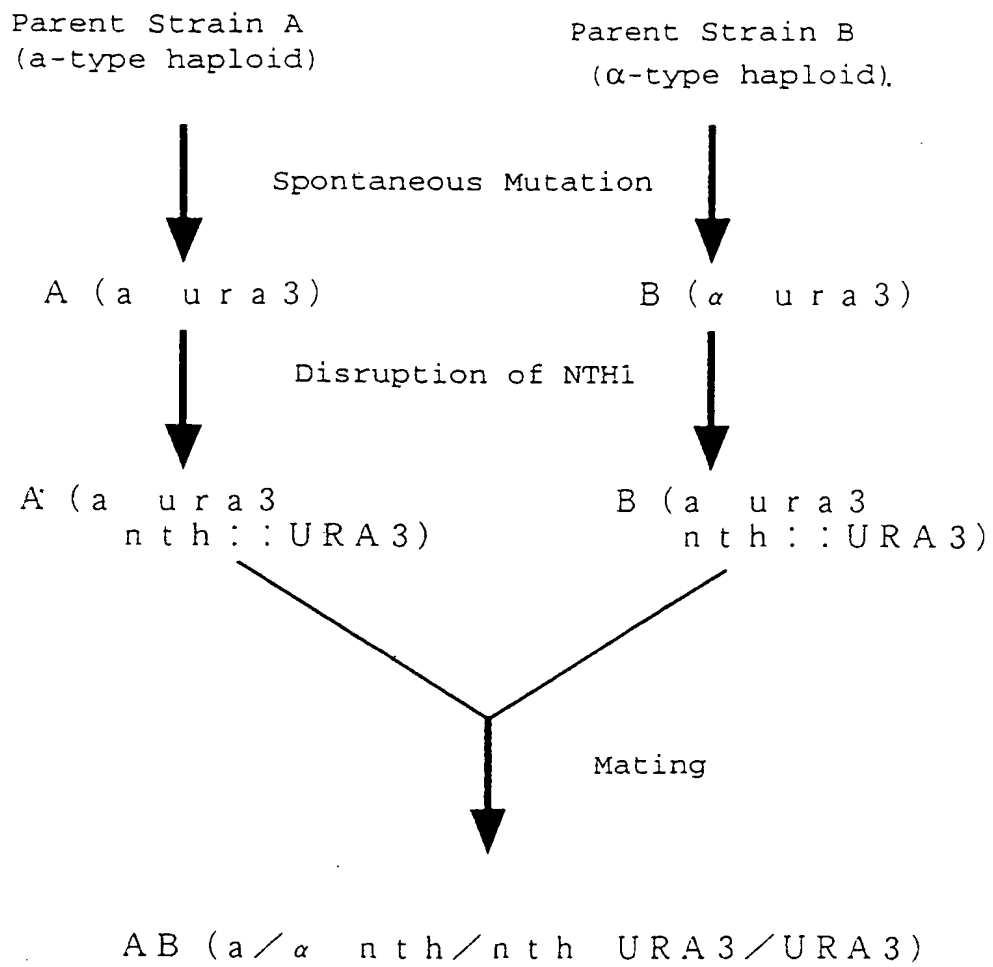 Parent Strain A
(a-type haploid)
Parent Strain B
(α-type haploid).
Spontaneous Mutation
A (a ura3)
B (α ura3)
Disruption of NTH1
A (a ura3
nth::URA3)
B (a ura3
nth::URA3)
Mating
AB (a/α nth/nth URA3/URA3)